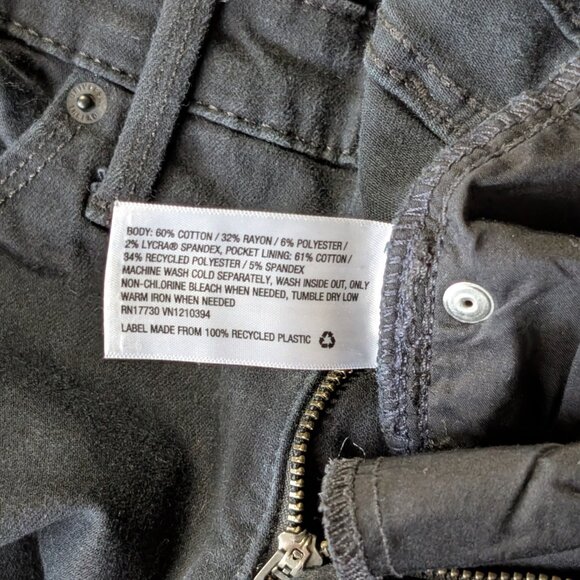 BODY: 60% COTTON / 32% RAYON / 6% POLYESTER /
2% LYCRA® SPANDEX, POCKET LINING: 61% COTTON /
34% RECYCLED POLYESTER / 5% SPANDEX
MACHINE WASH COLD SEPARATELY, WASH INSIDE OUT, ONLY
NON-CHLORINE BLEACH WHEN NEEDED, TUMBLE DRY LOW
WARM IRON WHEN NEEDED
RN17730 VN1210394
LABEL MADE FROM 100% RECYCLED PLASTIC